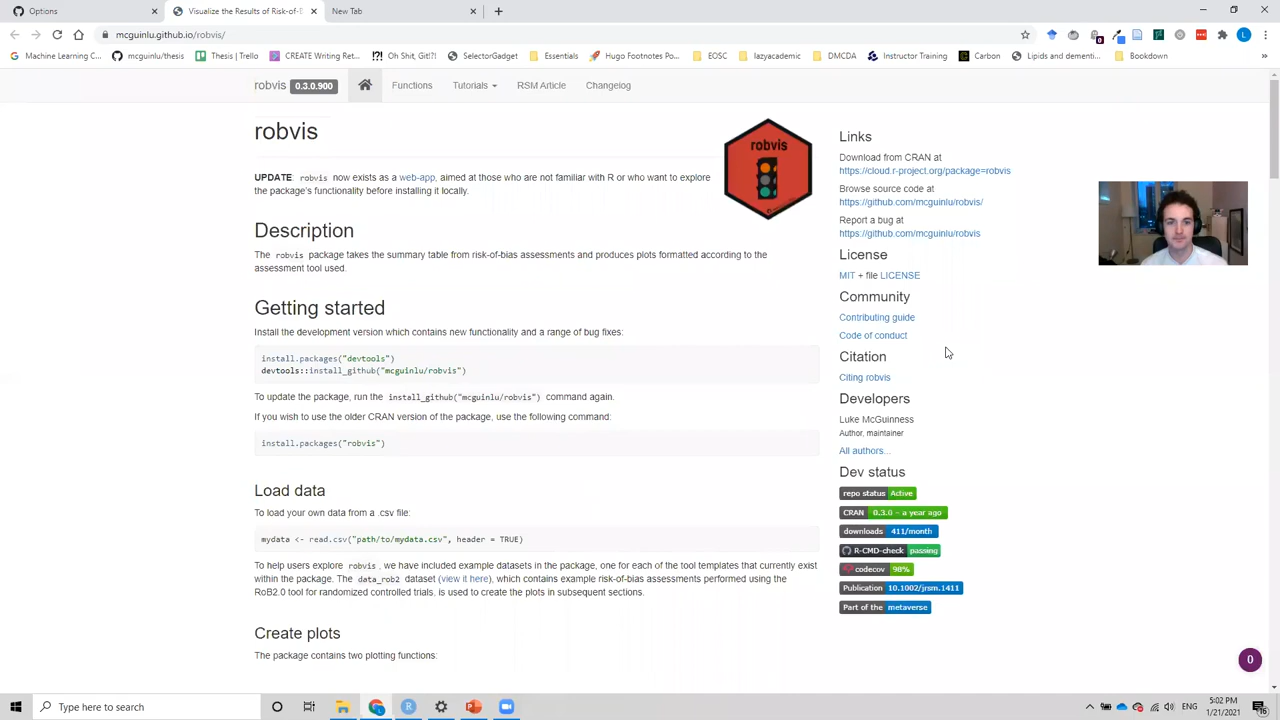 Options
Visualize the Results of Risk-of-
New Tab
mcguinlu.github.io/robvis/
Machine Learning C...
mcguinlu/thesis
Thesis | Trello
CREATE Writing Re...
Oh Shit, Git!?!
SelectorGadget
Essentials
Hugo Footnotes Po...
EOSC
lazyacademic
DMCDA
Instructor Training
Carbon
Lipids and dementi...
Bookdown
robvis 0.3.0.900
Functions
Tutorials
RSM Article
Changelog
robvis
UPDATE: robvis now exists as a web-app, aimed at those who are not familiar with R or who want to explore
the package's functionality before installing it locally.
robvis
Description
The robvis package takes the summary table from risk-of-bias assessments and produces plots formatted according to the
assessment tool used.
Getting started
Install the development version which contains new functionality and a range of bug fixes:
install.packages("devtools")
devtools::install_github("mcguinlu/robvis")
To update the package, run the install_github("mcguinlu/robvis") command again.
If you wish to use the older CRAN version of the package, use the following command:
install.packages("robvis")
Load data
To load your own data from a .csv file:
mydata <- read.csv("path/to/mydata.csv", header = TRUE)
To help users explore robvis, we have included example datasets in the package, one for each of the tool templates that currently exist
within the package. The data_rob2 dataset (view it here), which contains example risk-of-bias assessments performed using the
RoB2.0 tool for randomized controlled trials, is used to create the plots in subsequent sections.
Create plots
The package contains two plotting functions:
Links
Download from CRAN at
https://cloud.r-project.org/package=robvis
Browse source code at
https://github.com/mcguinlu/robvis/
Report a bug at
https://github.com/mcguinlu/robvis
License
MIT + file LICENSE
Community
Contributing guide
Code of conduct
Citation
Citing robvis
Developers
Luke McGuinness
Author, maintainer
All authors...
Dev status
repo status Active
CRAN 0.3.0 – a year ago
downloads 411/month
R-CMD-check passing
codecov 98%
Publication 10.1002/jrsm.1411
Part of the metaverse
0
Type here to search
ENG
5:02 PM
1/21/2021